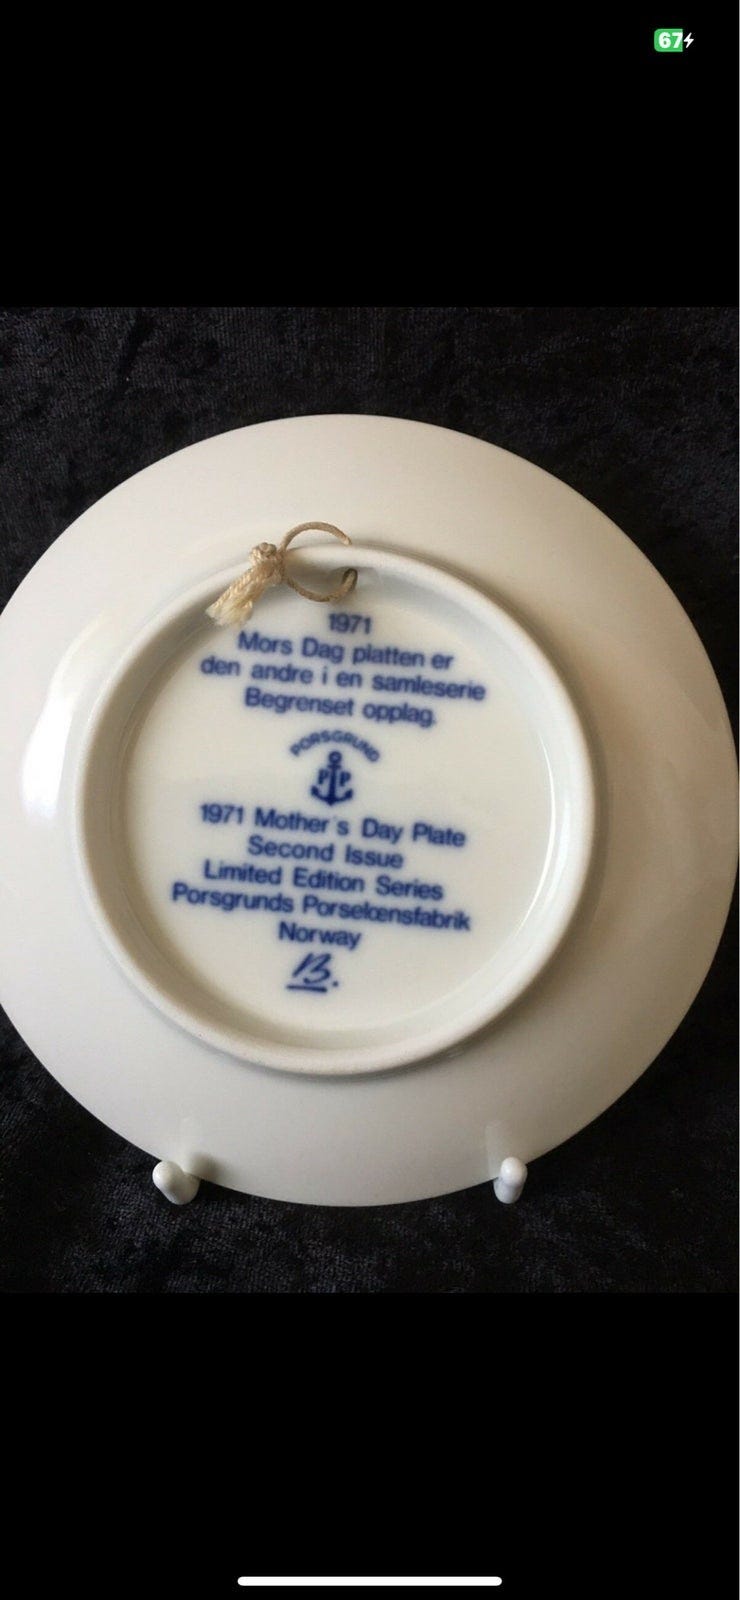 67
1971
Mors Dag platten er
den andre i en samleserie
Begrenset opplag.
PORSGRUND
P P
1971 Mother's Day Plate
Second Issue
Limited Edition Series
Porsgrunds Porselænsfabrik
Norway
B.